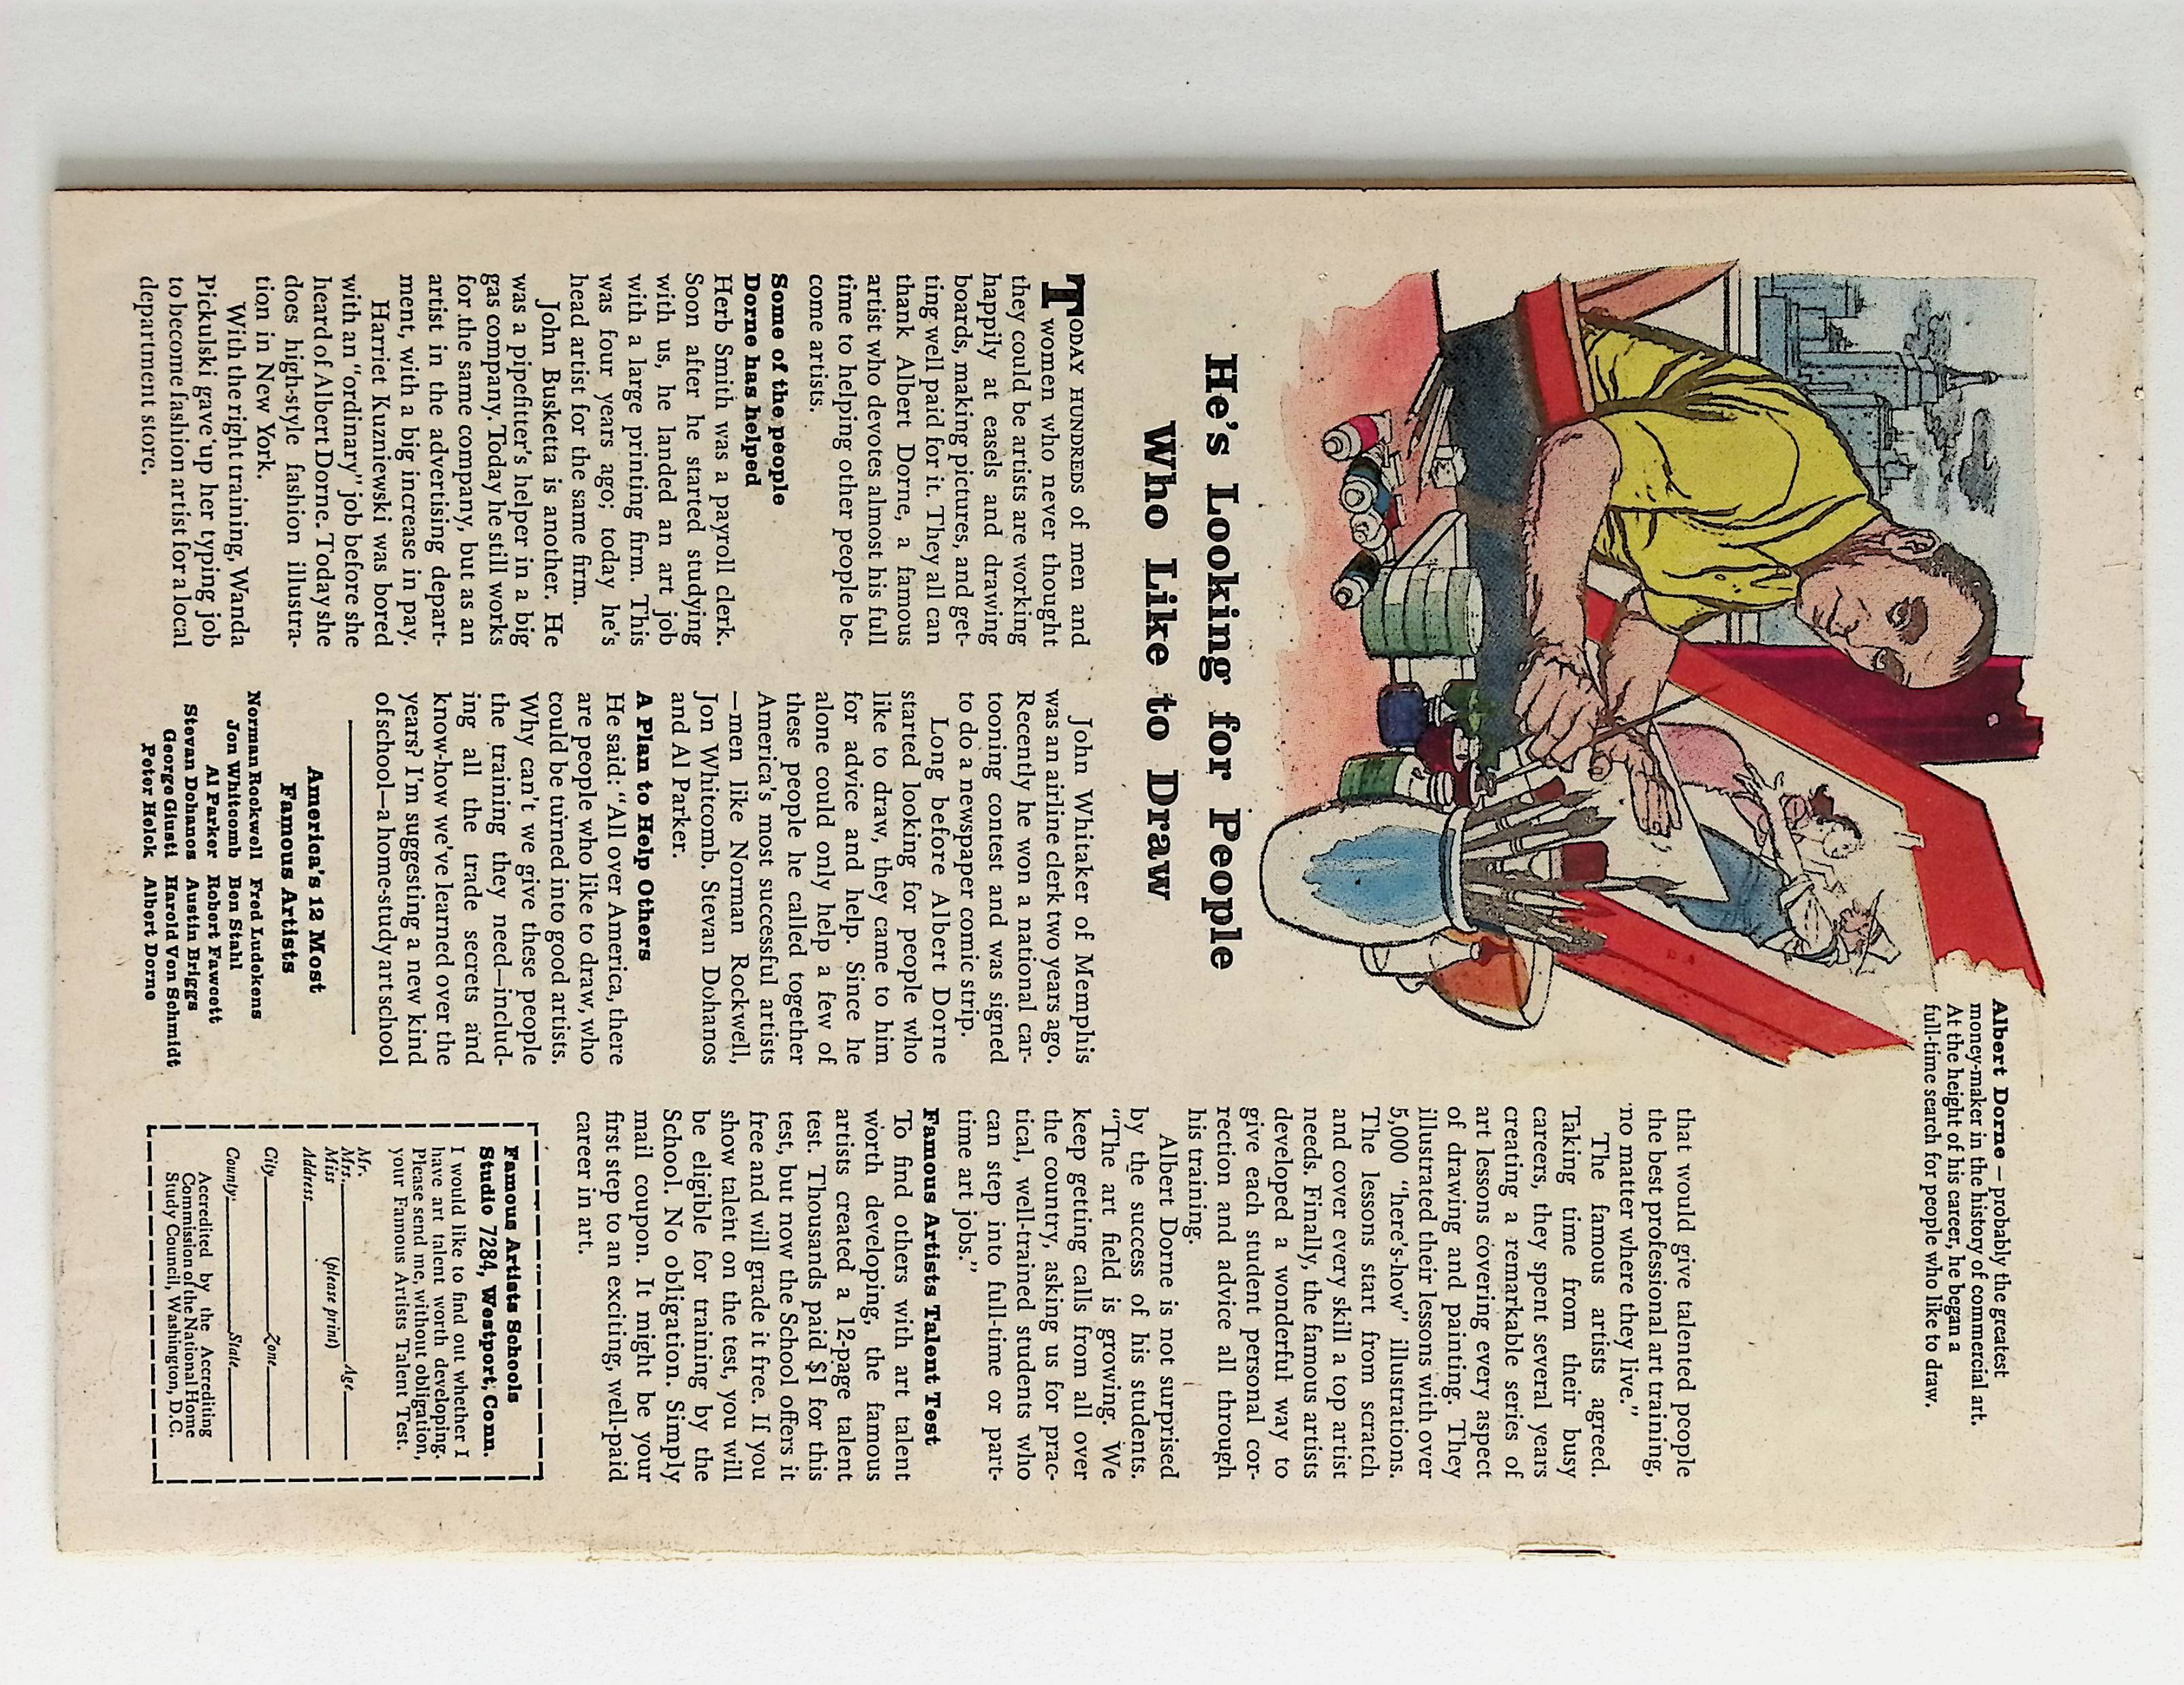 Albert Dorne — probably the greatest
money-maker in the history of commercial art.
At the height of his career, he began a
full-time search for people who like to draw.
He's Looking for People
Who Like to Draw
TODAY HUNDREDS of men and
women who never thought
they could be artists are working
happily at easels and drawing
boards, making pictures, and get-
ting well paid for it. They all can
thank Albert Dorne, a famous
artist who devotes almost his full
time to helping other people be-
come artists.
Some of the people
Dorne has helped
Herb Smith was a payroll clerk.
Soon after he started studying
with us, he landed an art job
with a large printing firm. This
was four years ago; today he's
head artist for the same firm.
John Busketta is another. He
was a pipefitter's helper in a big
gas company. Today he still works
for the same company, but as an
artist in the advertising depart-
ment, with a big increase in pay.
Harriet Kuzniewski was bored
with an "ordinary" job before she
heard of Albert Dorne. Today she
does high-style fashion illustra-
tion in New York.
With the right training, Wanda
Pickulski gave up her typing job
to become fashion artist for a local
department store.
John Whitaker of Memphis
was an airline clerk two years ago.
Recently he won a national car-
tooning contest and was signed
to do a newspaper comic strip.
Long before Albert Dorne
started looking for people who
like to draw, they came to him
for advice and help. Since he
alone could only help a few of
these people he called together
America's most successful artists
—men like Norman Rockwell,
Jon Whitcomb, Stevan Dohanos
and Al Parker.
A Plan to Help Others
He said: "All over America, there
are people who like to draw, who
could be turned into good artists.
Why can't we give these people
the training they need—includ-
ing all the trade secrets and
know-how we've learned over the
years? I'm suggesting a new kind
of school—a home-study art school
America's 12 Most
Famous Artists
Norman Rockwell Fred Ludekens
Jon Whitcomb Ben Stahl
Al Parker Robert Fawcett
Stevan Dohanos Austin Briggs
George Giusti Harold Von Schmidt
Peter Helck Albert Dorne
that would give talented people
the best professional art training,
no matter where they live."
The famous artists agreed.
Taking time from their busy
careers, they spent several years
creating a remarkable series of
art lessons covering every aspect
of drawing and painting. They
illustrated their lessons with over
5,000 "here's-how" illustrations.
The lessons start from scratch
and cover every skill a top artist
needs. Finally, the famous artists
developed a wonderful way to
give each student personal cor-
rection and advice all through
his training.
Albert Dorne is not surprised
by the success of his students.
"The art field is growing. We
keep getting calls from all over
the country, asking us for prac-
tical, well-trained students who
can step into full-time or part-
time art jobs."
Famous Artists Talent Test
To find others with art talent
worth developing, the famous
artists created a 12-page talent
test. Thousands paid $1 for this
test, but now the School offers it
free and will grade it free. If you
show talent on the test, you will
be eligible for training by the
School. No obligation. Simply
mail coupon. It might be your
first step to an exciting, well-paid
career in art.
Famous Artists Schools
Studio 7284, Westport, Conn.
I would like to find out whether I
have art talent worth developing.
Please send me, without obligation,
your Famous Artists Talent Test.
Mr.
Mrs. Age
Miss (please print)
Address
City Zone
County State
Accredited by the Accrediting
Commission of the National Home
Study Council, Washington, D.C.